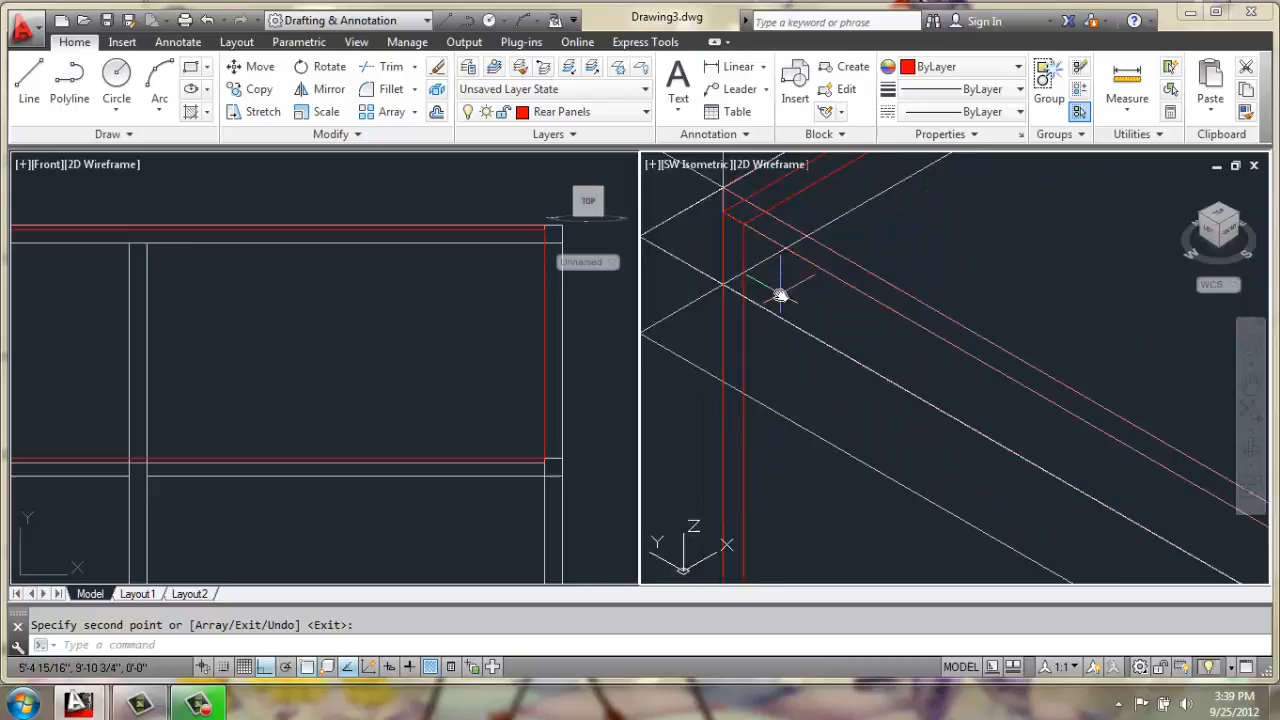 Drafting & Annotation
Drawing3.dwg
Type a keyword or phrase
Sign In
Home Insert Annotate Layout Parametric View Manage Output Plug-ins Online Express Tools
Line Polyline Circle Arc
Move Rotate Trim
Copy Mirror Fillet
Stretch Scale Array
Unsaved Layer State
Rear Panels
Text
Linear
Leader
Table
Insert
Create
Edit
ByLayer
ByLayer
ByLayer
Group
Measure
Paste
Draw Modify Layers Annotation Block Properties Groups Utilities Clipboard
[+][Front][2D Wireframe]
TOP
Unnamed
Y
X
[+][SW Isometric][2D Wireframe]
W S
WCS
Z
Y X
Model Layout1 Layout2
Specify second point or [Array/Exit/Undo] <Exit>:
Type a command
5'-4 15/16", 9'-10 3/4", 0'-0"
MODEL
1:1
3:39 PM
9/25/2012